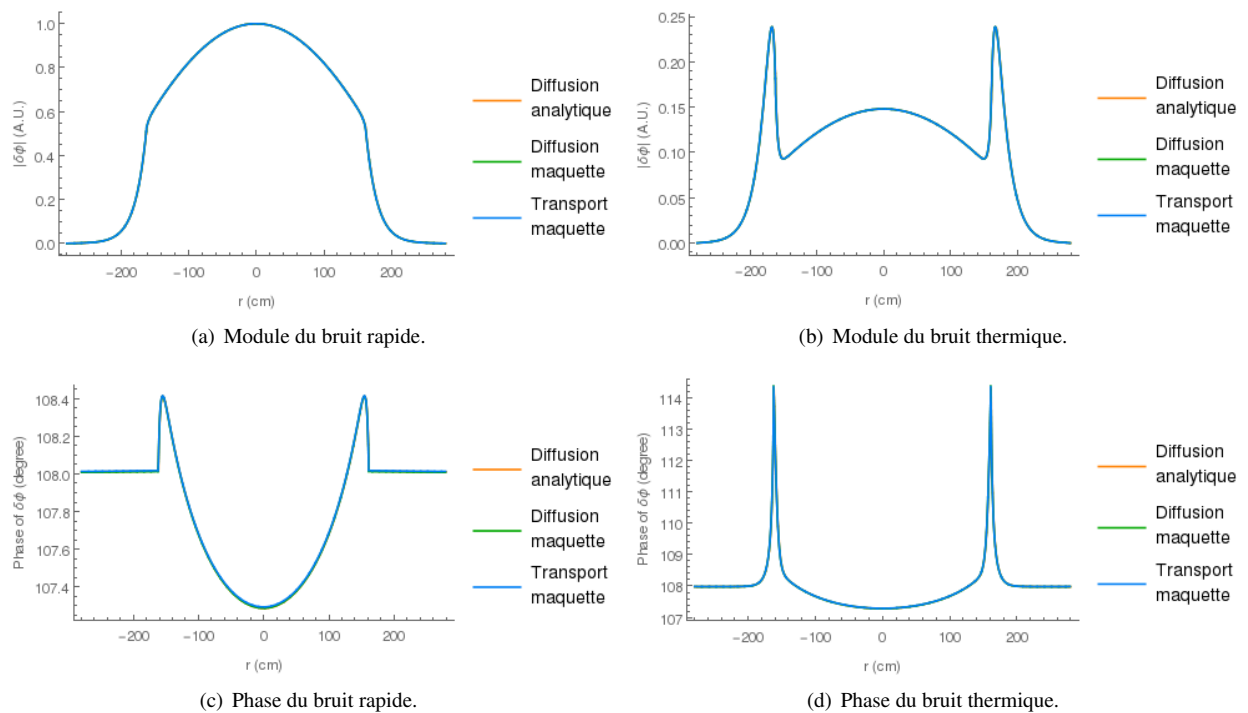 1.0
0.8
0.6
0.4
0.2
0.0
|δϕ| (A.U.)
−200
−100
0
100
200
r (cm)
Diffusion
analytique
Diffusion
maquette
Transport
maquette
(a) Module du bruit rapide.
0.25
0.20
0.15
0.10
0.05
0.00
|δϕ| (A.U.)
−200
−100
0
100
200
r (cm)
Diffusion
analytique
Diffusion
maquette
Transport
maquette
(b) Module du bruit thermique.
108.4
108.2
108.0
107.8
107.6
107.4
Phase of δϕ (degree)
−200
−100
0
100
200
r (cm)
Diffusion
analytique
Diffusion
maquette
Transport
maquette
(c) Phase du bruit rapide.
114
113
112
111
110
109
108
107
Phase of δϕ (degree)
−200
−100
0
100
200
r (cm)
Diffusion
analytique
Diffusion
maquette
Transport
maquette
(d) Phase du bruit thermique.